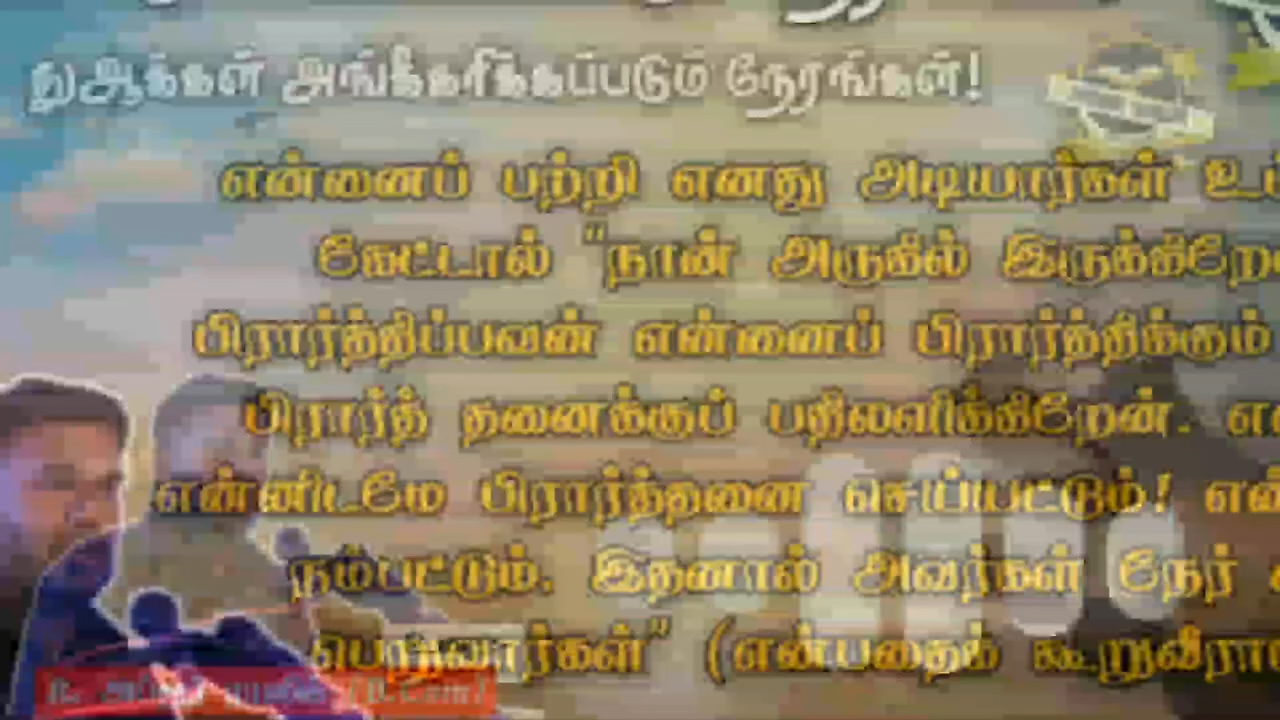 துஆக்கள் அங்கீகரிக்கப்படும் நேரங்கள்!
என்னைப் பற்றி எனது அடியார்கள்
கேட்டால் "நான் அருகில்
பிரார்த்திப்பவன் என்னைப் பிரார்த்திக்கும்
பிரார்த் தனைக்குப் பதிலளிக்கிறேன்.
என்னிடமே பிரார்த்தனை செய்யட்டும்!
நம்பட்டும். இதனால் அவர்கள் நேர்
பெறுவார்கள்" (என்பதைக்